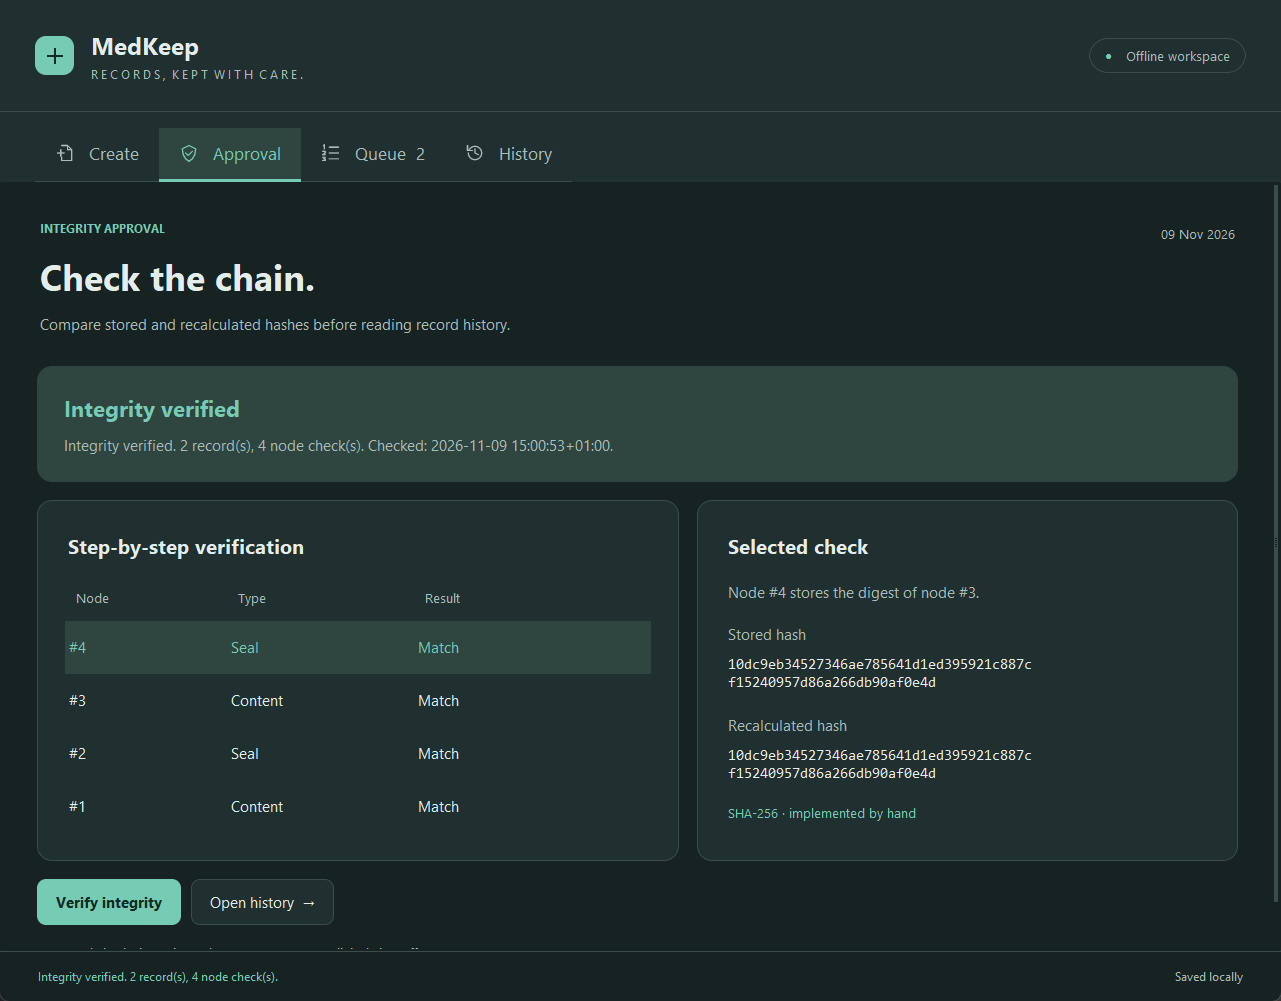 MedKeep
RECORDS, KEPT WITH CARE.
Offline workspace
Create
Approval
Queue 2
History
INTEGRITY APPROVAL
09 Nov 2026
Check the chain.
Compare stored and recalculated hashes before reading record history.
Integrity verified
Integrity verified. 2 record(s), 4 node check(s). Checked: 2026-11-09 15:00:53+01:00.
Step-by-step verification
Node Type Result
#4 Seal Match
#3 Content Match
#2 Seal Match
#1 Content Match
Selected check
Node #4 stores the digest of node #3.
Stored hash
10dc9eb34527346ae785641d1ed395921c887c
f15240957d86a266db90af0e4d
Recalculated hash
10dc9eb34527346ae785641d1ed395921c887c
f15240957d86a266db90af0e4d
SHA-256 · implemented by hand
Verify integrity
Open history →
Integrity verified. 2 record(s), 4 node check(s).
Saved locally